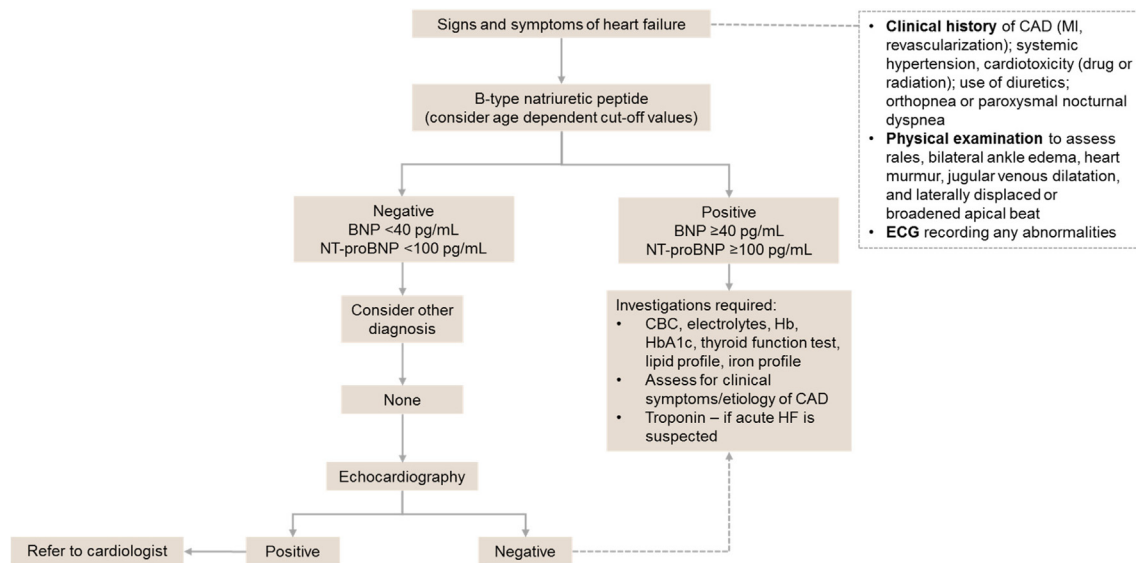 Signs and symptoms of heart failure
• Clinical history of CAD (MI,
revascularization); systemic
hypertension, cardiotoxicity (drug or
radiation); use of diuretics;
orthopnea or paroxysmal nocturnal
dyspnea
• Physical examination to assess
rales, bilateral ankle edema, heart
murmur, jugular venous dilatation,
and laterally displaced or
broadened apical beat
• ECG recording any abnormalities
B-type natriuretic peptide
(consider age dependent cut-off values)
Negative
BNP <40 pg/mL
NT-proBNP <100 pg/mL
Positive
BNP ≥40 pg/mL
NT-proBNP ≥100 pg/mL
Consider other
diagnosis
None
Investigations required:
• CBC, electrolytes, Hb,
HbA1c, thyroid function test,
lipid profile, iron profile
• Assess for clinical
symptoms/etiology of CAD
• Troponin – if acute HF is
suspected
Echocardiography
Refer to cardiologist
Positive
Negative